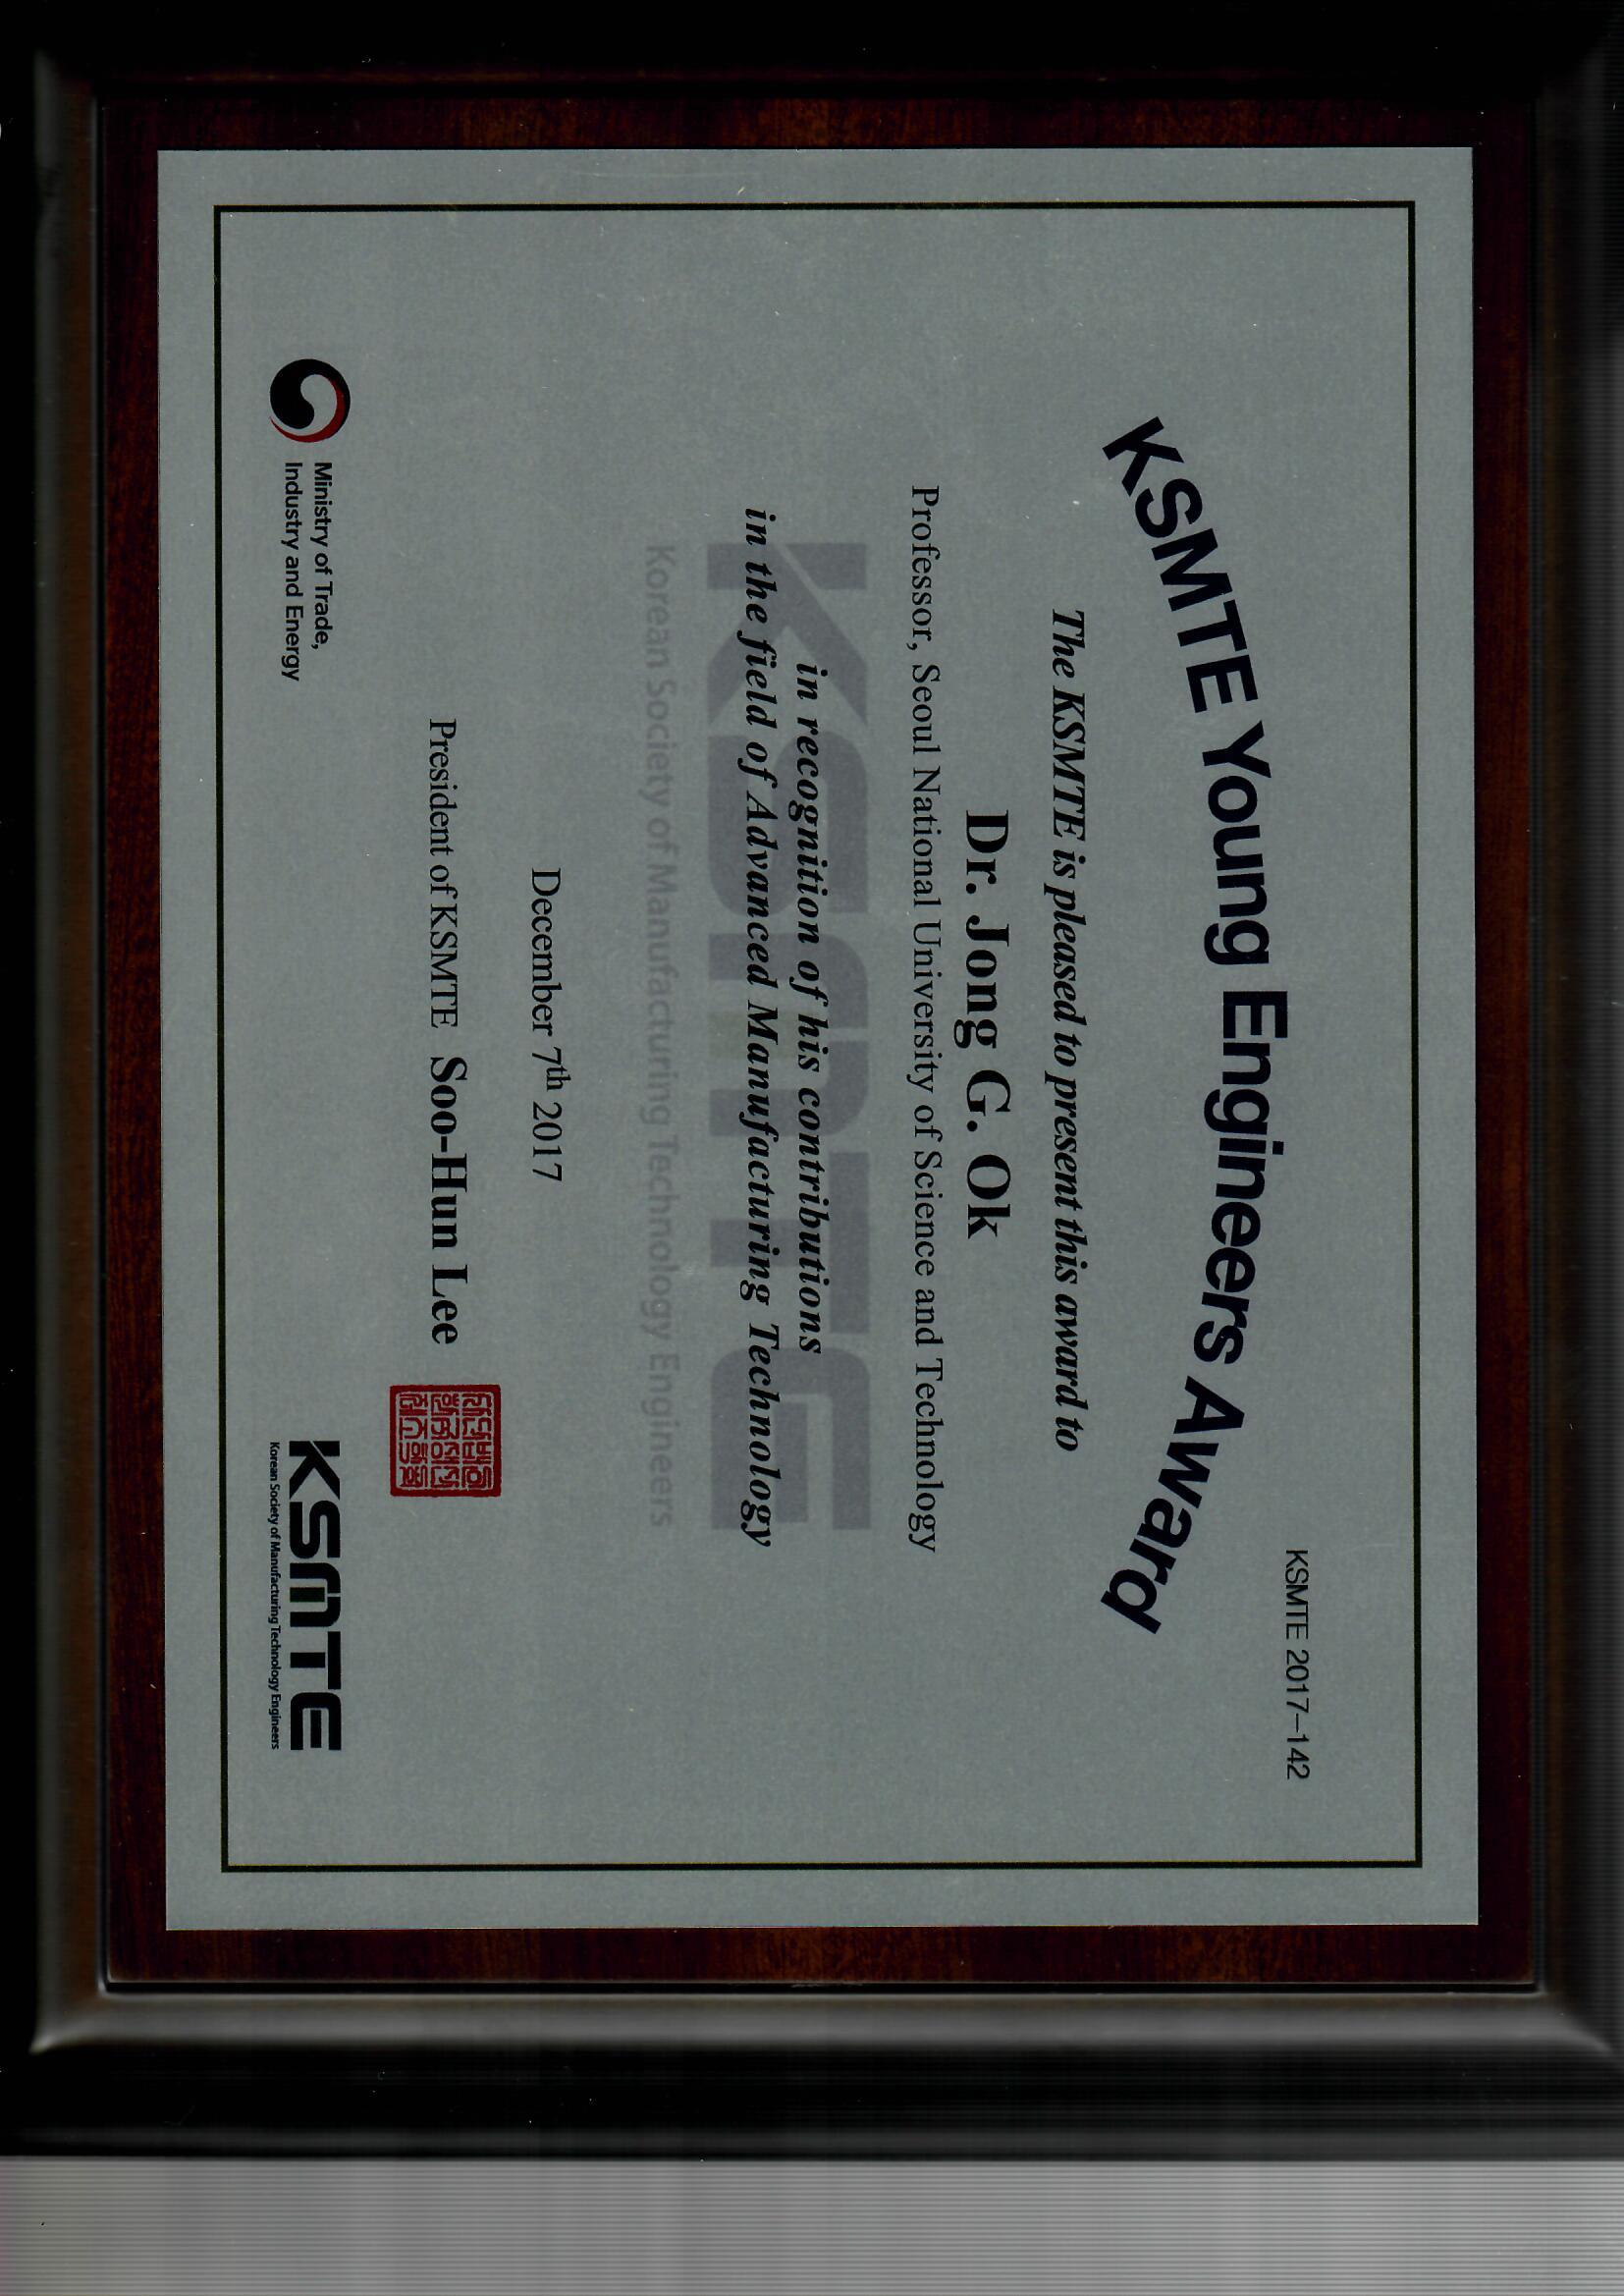 KSMTE 2017-142
KSMTE Young Engineers Award
The KSMTE is pleased to present this award to
Dr. Jong G. Ok
Professor, Seoul National University of Science and Technology
in recognition of his contributions
in the field of Advanced Manufacturing Technology
KSMTE
Korean Society of Manufacturing Technology Engineers
December 7th 2017
President of KSMTE Soo-Hun Lee
Ministry of Trade,
Industry and Energy
KSMTE
Korean Society of Manufacturing Technology Engineers